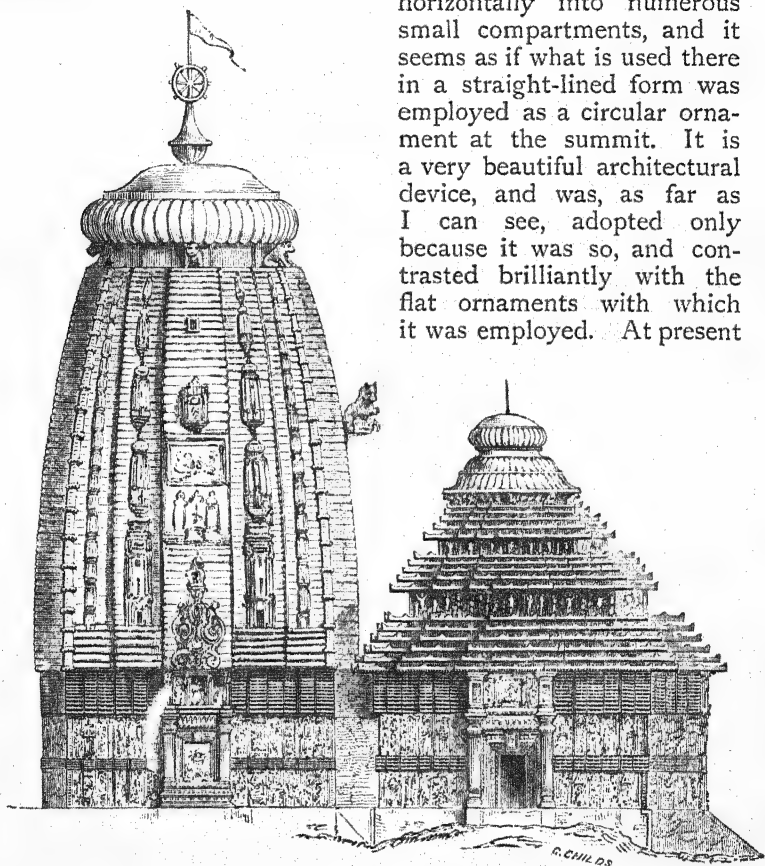 horizontally into numerous
small compartments, and it
seems as if what is used there
in a straight-lined form was
employed as a circular orna-
ment at the summit. It is
a very beautiful architectural
device, and was, as far as
I can see, adopted only
because it was so, and con-
trasted brilliantly with the
flat ornaments with which
it was employed. At present
G. CHILDS